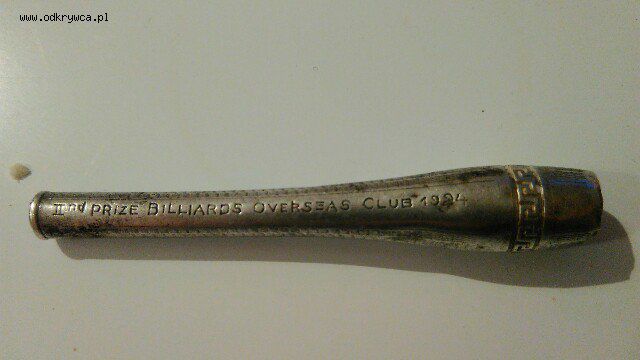 www.odkrywca.pl
IInd PRIZE BILLIARDS OVERSEAS CLUB 1924